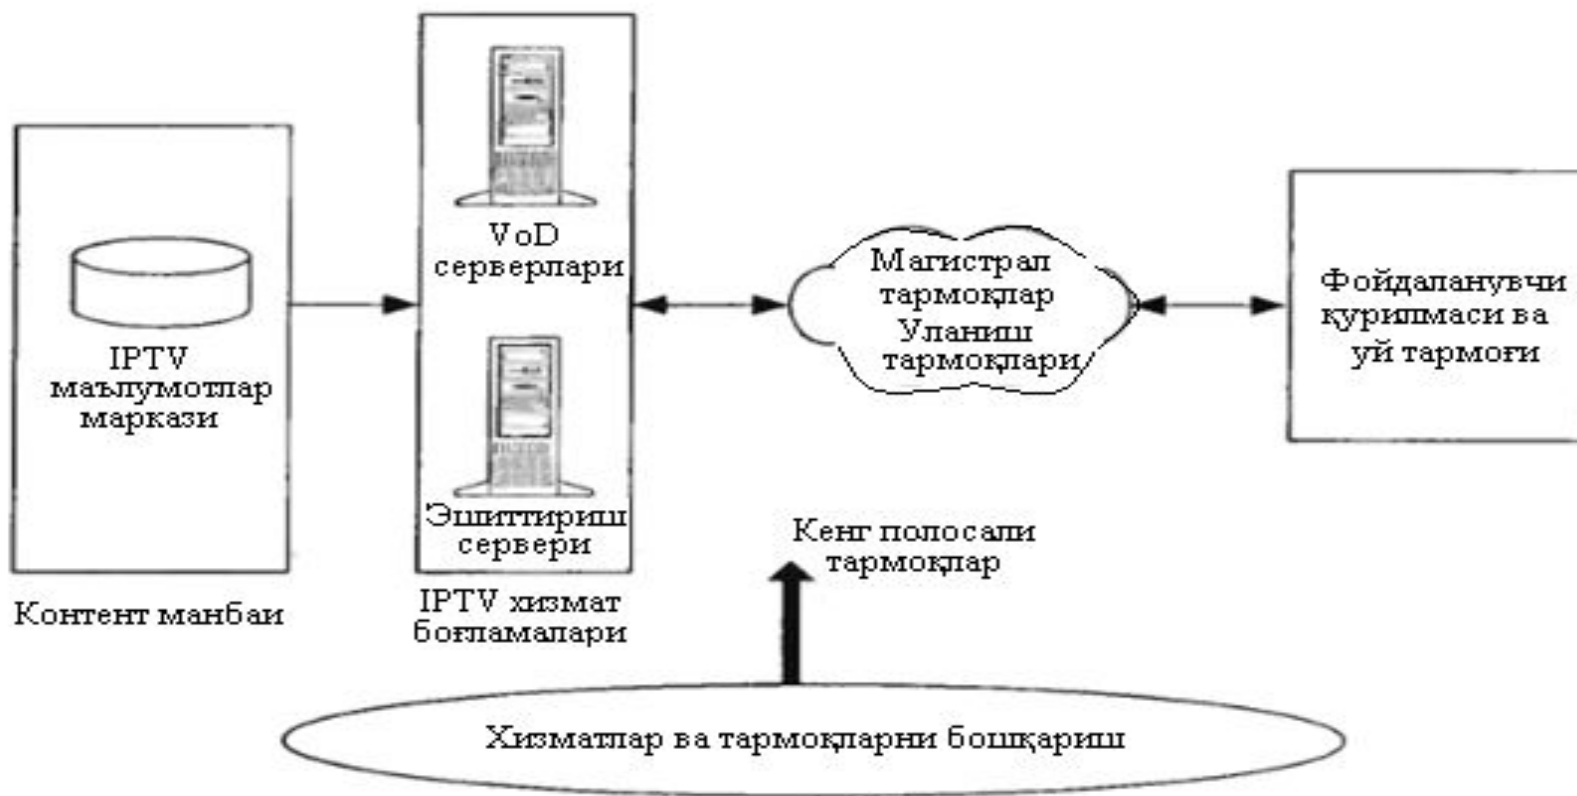 IPTV
маълумотлар
маркази
Контент манбаи
VoD
серверлари
Эшиттириш
сервери
IPTV хизмат
боғламалари
Магистрал
тармоқлар
Уланиш
тармоқлари
Кенг полосали
тармоқлар
Фойдаланувчи
қурилмаси ва
уй тармоғи
Хизматлар ва тармоқларни бошқариш